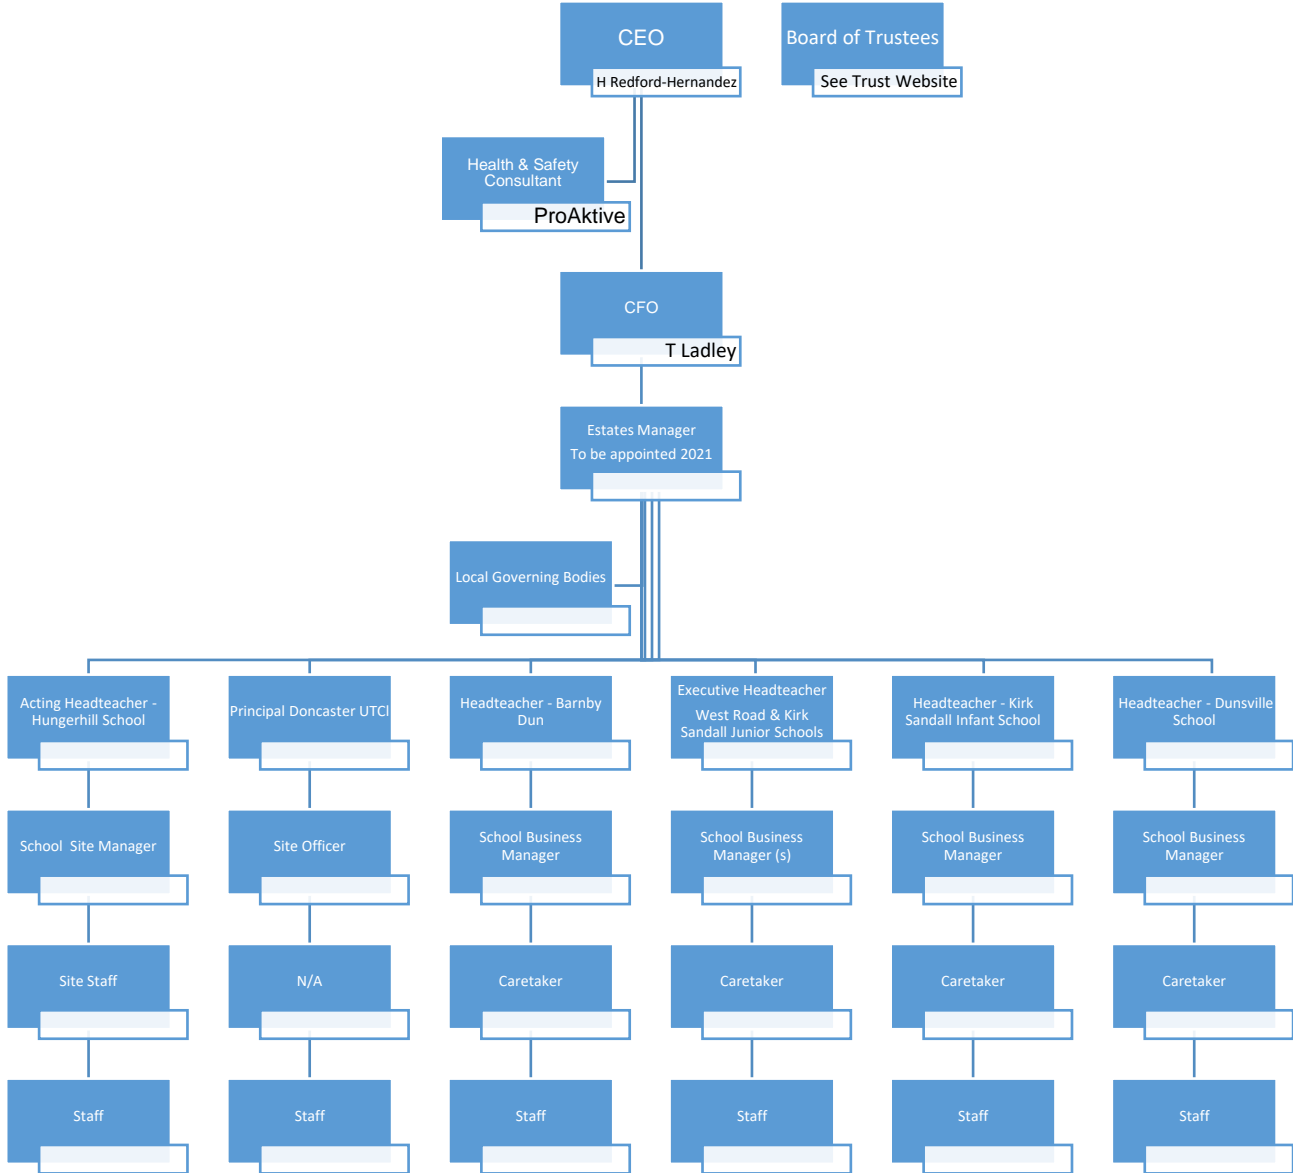 CEO
H Redford-Hernandez
Board of Trustees
See Trust Website
Health & Safety
Consultant
ProAktive
CFO
T Ladley
Estates Manager
To be appointed 2021
Local Governing Bodies
Acting Headteacher -
Hungerhill School
Principal Doncaster UTCl
Headteacher - Barnby
Dun
Executive Headteacher
West Road & Kirk
Sandall Junior Schools
Headteacher - Kirk
Sandall Infant School
Headteacher - Dunsville
School
School Site Manager
Site Officer
School Business
Manager
School Business
Manager (s)
School Business
Manager
School Business
Manager
Site Staff
N/A
Caretaker
Caretaker
Caretaker
Caretaker
Staff
Staff
Staff
Staff
Staff
Staff